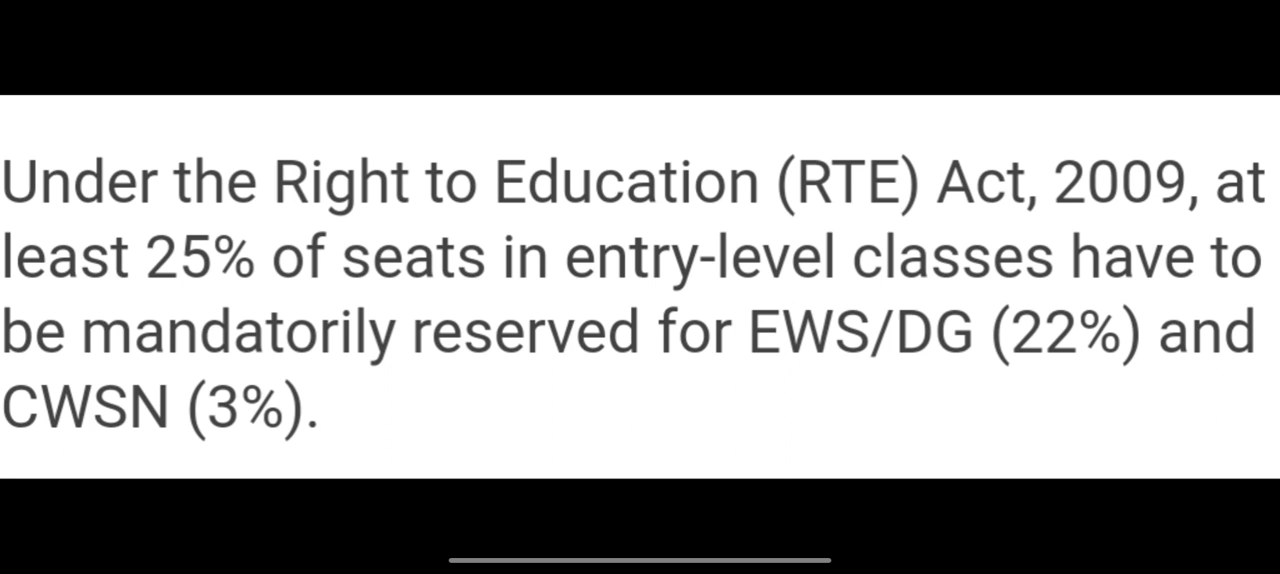 Under the Right to Education (RTE) Act, 2009, at
least 25% of seats in entry-level classes have to
be mandatorily reserved for EWS/DG (22%) and
CWSN (3%).